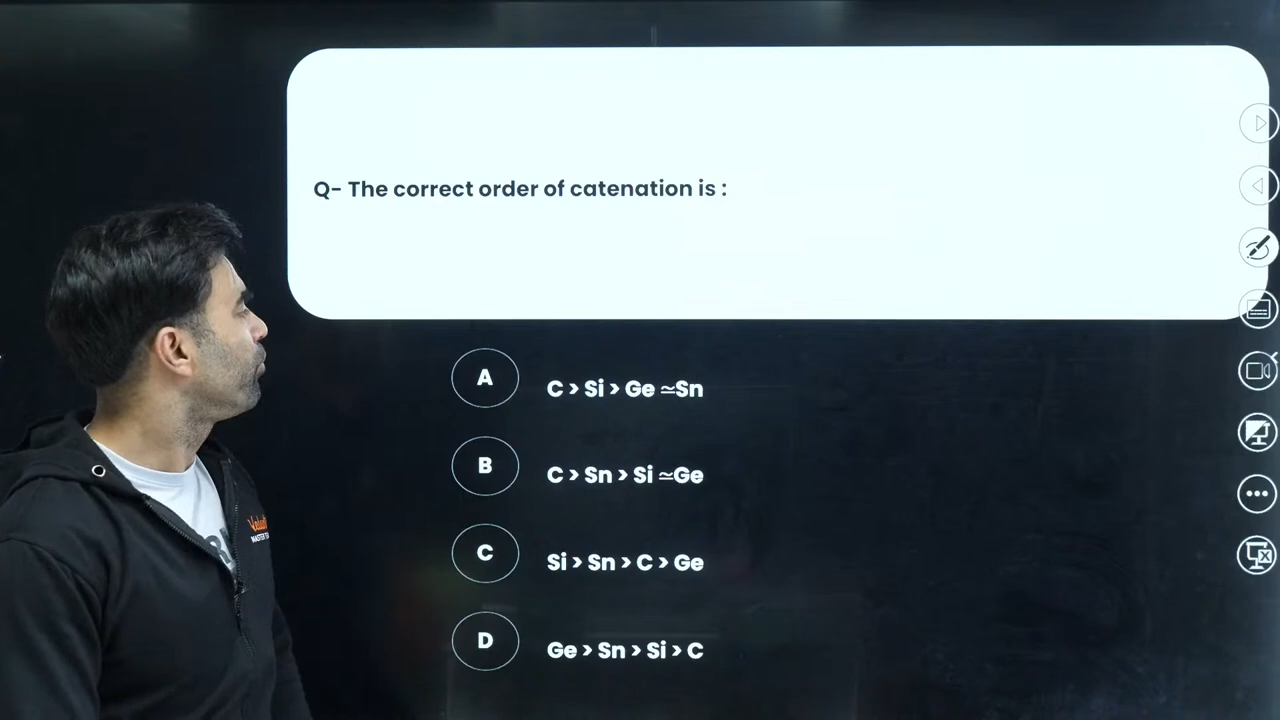 Q- The correct order of catenation is :
A
C > Si > Ge ≃Sn
B
C > Sn > Si ≃Ge
C
Si > Sn > C > Ge
D
Ge > Sn > Si > C